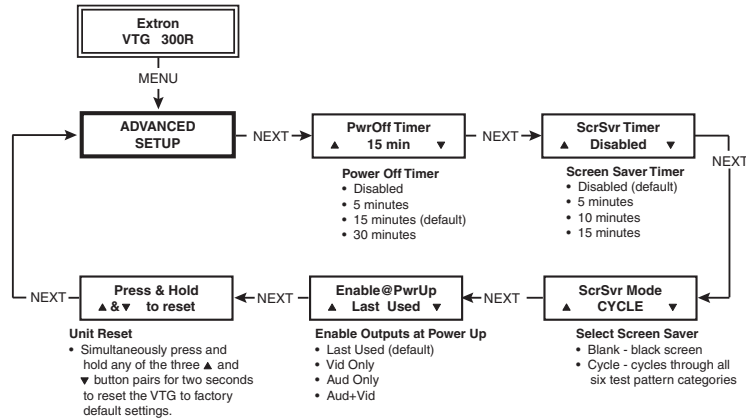 Extron
VTG 300R
MENU
ADVANCED
SETUP
NEXT
PwrOff Timer
▲ 15 min ▼
NEXT
ScrSvr Timer
▲ Disabled ▼
NEXT
Power Off Timer
• Disabled
• 5 minutes
• 15 minutes (default)
• 30 minutes
Screen Saver Timer
• Disabled (default)
• 5 minutes
• 10 minutes
• 15 minutes
NEXT
Press & Hold
▲ & ▼ to reset
NEXT
Enable@PwrUp
▲ Last Used ▼
NEXT
ScrSvr Mode
▲ CYCLE ▼
Unit Reset
• Simultaneously press and
hold any of the three ▲ and
▼ button pairs for two seconds
to reset the VTG to factory
default settings.
Enable Outputs at Power Up
• Last Used (default)
• Vid Only
• Aud Only
• Aud+Vid
Select Screen Saver
• Blank - black screen
• Cycle - cycles through all
six test pattern categories